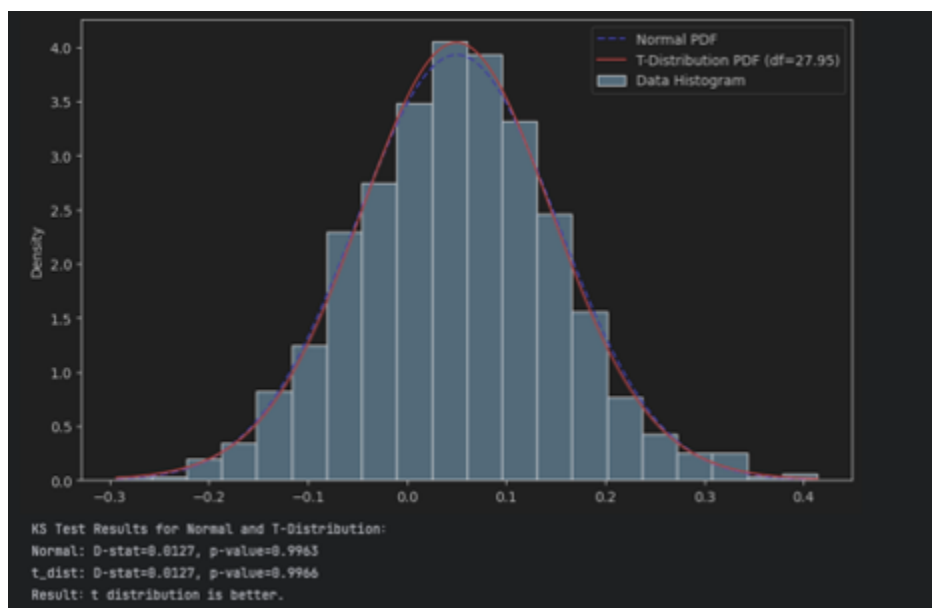 Normal PDF
T-Distribution PDF (df=27.95)
Data Histogram
Density
4.0
3.5
3.0
2.5
2.0
1.5
1.0
0.5
0.0
−0.3 −0.2 −0.1 0.0 0.1 0.2 0.3 0.4
KS Test Results for Normal and T-Distribution:
Normal: D-stat=0.0127, p-value=0.9963
t_dist: D-stat=0.0127, p-value=0.9966
Result: t distribution is better.